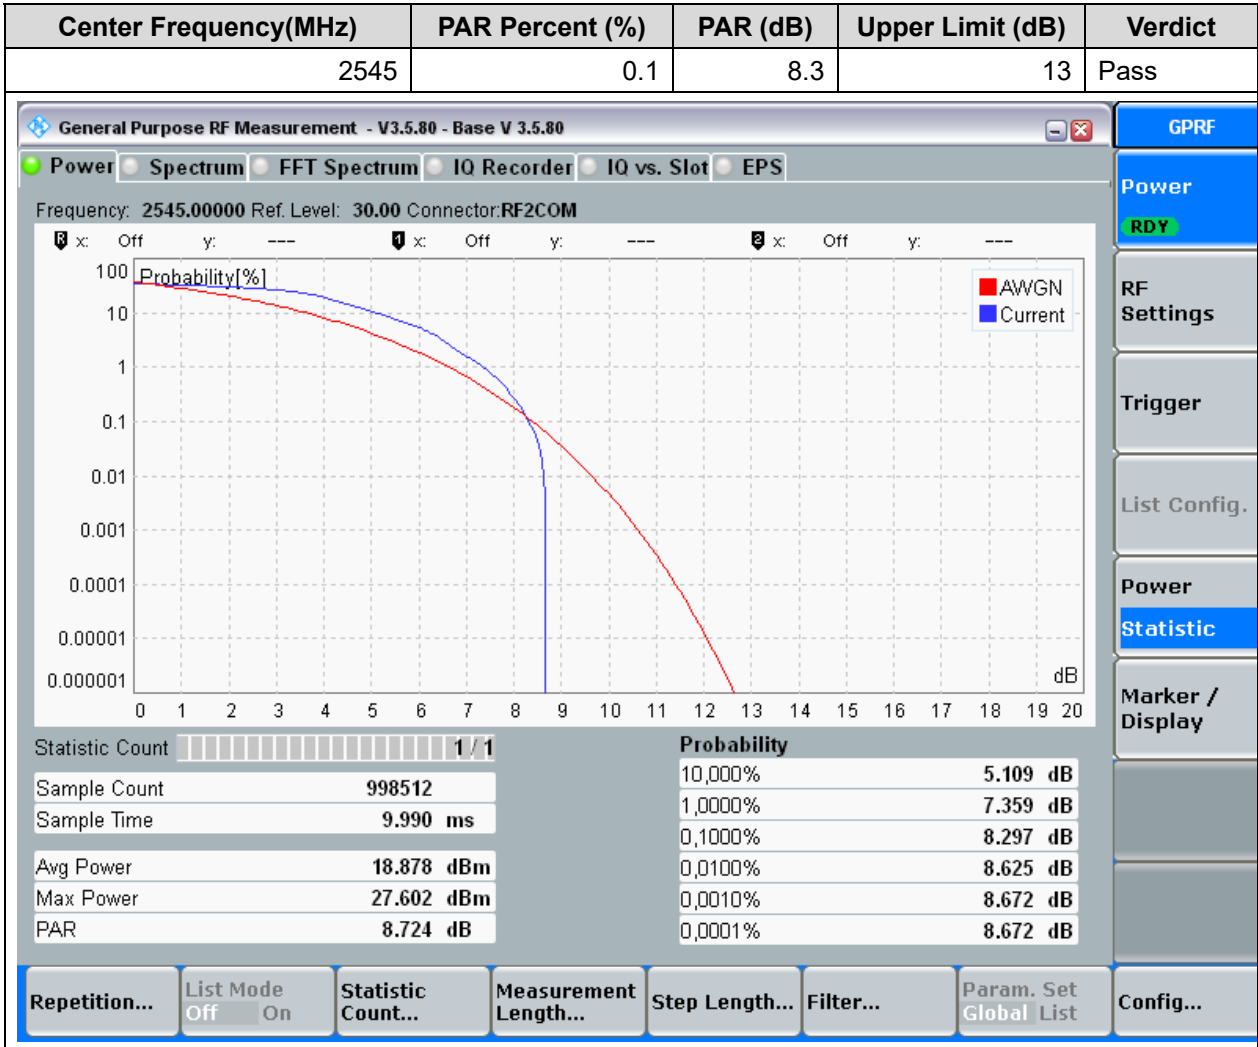 Center Frequency(MHz) PAR Percent (%) PAR (dB) Upper Limit (dB) Verdict
2545 0.1 8.3 13 Pass
General Purpose RF Measurement - V3.5.80 - Base V 3.5.80
GPRF
Power Spectrum FFT Spectrum IQ Recorder IQ vs. Slot EPS
Power
RDY
Frequency: 2545.00000 Ref. Level: 30.00 Connector:RF2COM
R x: Off y: --- 1 x: Off y: --- 2 x: Off y: ---
Probability[%]
AWGN
Current
100
10
1
0.1
0.01
0.001
0.0001
0.00001
0.000001
dB
0 1 2 3 4 5 6 7 8 9 10 11 12 13 14 15 16 17 18 19 20
RF
Settings
Trigger
List Config.
Power
Statistic
Marker /
Display
Statistic Count 1 / 1
Sample Count 998512
Sample Time 9.990 ms
Avg Power 18.878 dBm
Max Power 27.602 dBm
PAR 8.724 dB
Probability
10,000% 5.109 dB
1,0000% 7.359 dB
0,1000% 8.297 dB
0,0100% 8.625 dB
0,0010% 8.672 dB
0,0001% 8.672 dB
Repetition...
List Mode
Off On
Statistic
Count...
Measurement
Length...
Step Length...
Filter...
Param. Set
Global List
Config...